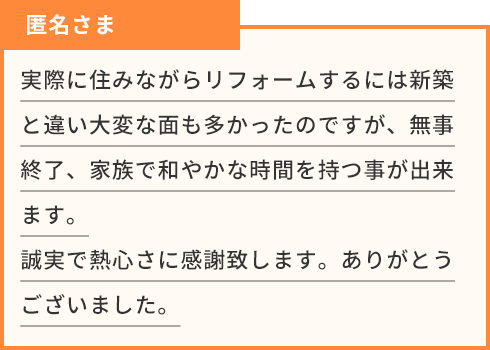 匿名さま
実際に住みながらリフォームするには新築
と違い大変な面も多かったのですが、無事
終了、家族で和やかな時間を持つ事が出来
ます。
誠実で熱心さに感謝致します。ありがとう
ございました。